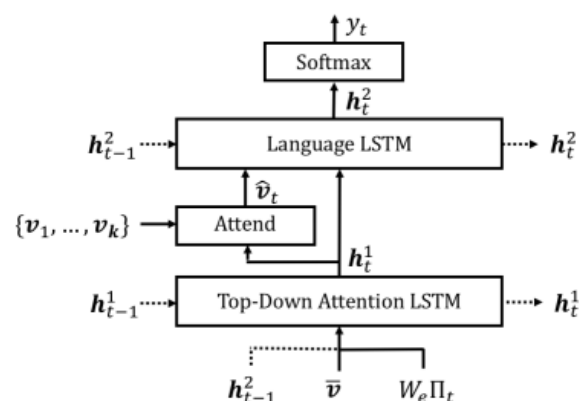 y_t
Softmax
h_t^2
h_{t-1}^2 Language LSTM h_t^2
v̂_t
{v_1, …, v_k} Attend
h_t^1
h_{t-1}^1 Top-Down Attention LSTM h_t^1
h_{t-1}^2 v̅ W_e Π_t